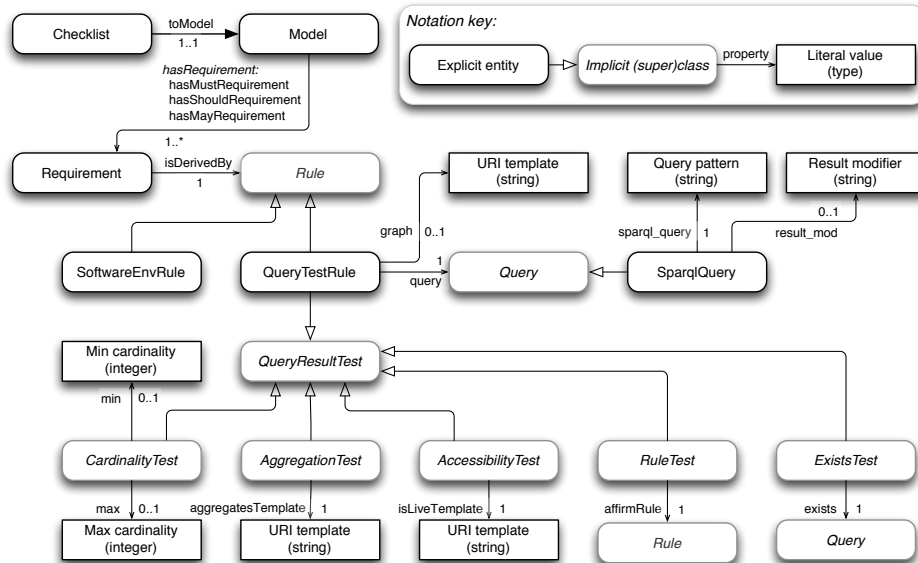 Notation key:
Checklist
toModel
1..1
Model
Explicit entity
Implicit (super)class
property
Literal value
(type)
hasRequirement:
hasMustRequirement
hasShouldRequirement
hasMayRequirement
1..*
Requirement
isDerivedBy
1
Rule
URI template
(string)
Query pattern
(string)
Result modifier
(string)
graph
0..1
sparql_query
1
0..1
result_mod
SoftwareEnvRule
QueryTestRule
1
query
Query
SparqlQuery
Min cardinality
(integer)
QueryResultTest
min
0..1
CardinalityTest
AggregationTest
AccessibilityTest
RuleTest
ExistsTest
max
0..1
aggregatesTemplate
1
isLiveTemplate
1
affirmRule
1
exists
1
Max cardinality
(integer)
URI template
(string)
URI template
(string)
Rule
Query